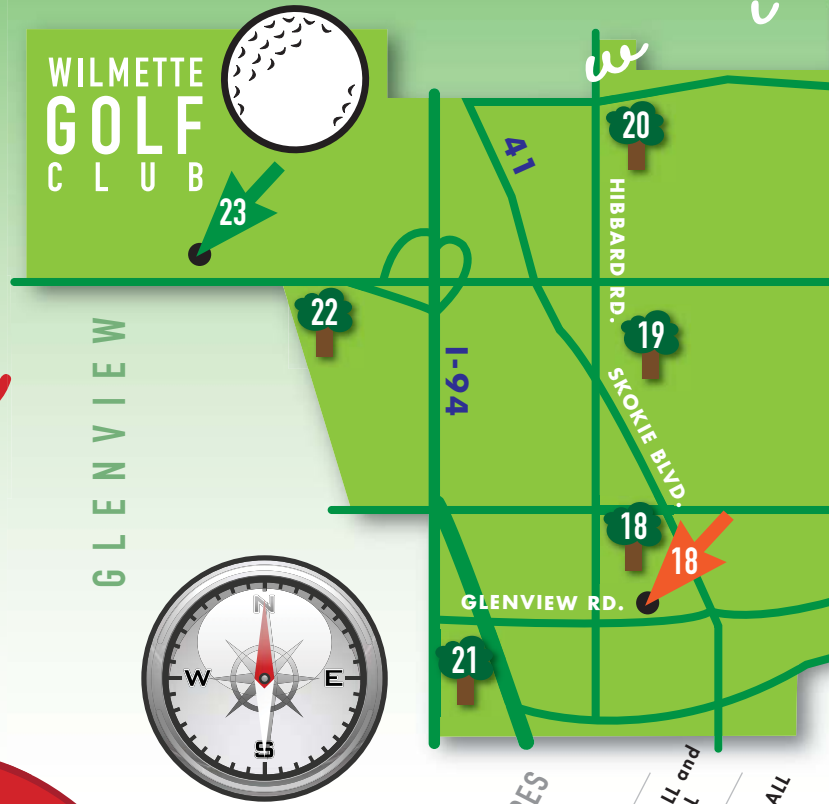 WILMETTE
GOLF
CLUB
23
41
20
HIBBARD RD.
22
19
I-94
SKOKIE BLVD.
GLENVIEW
18
18
GLENVIEW RD.
21
N
W
E
S
ALL